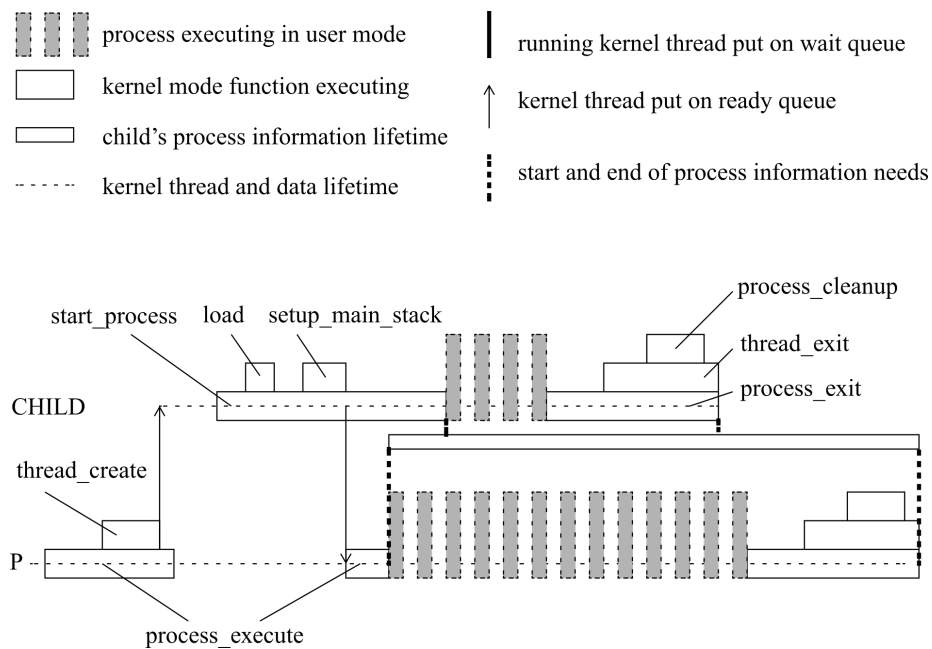 process executing in user mode
kernel mode function executing
child's process information lifetime
kernel thread and data lifetime
running kernel thread put on wait queue
kernel thread put on ready queue
start and end of process information needs
process_cleanup
start_process load setup_main_stack
thread_exit
process_exit
CHILD
thread_create
P
process_execute